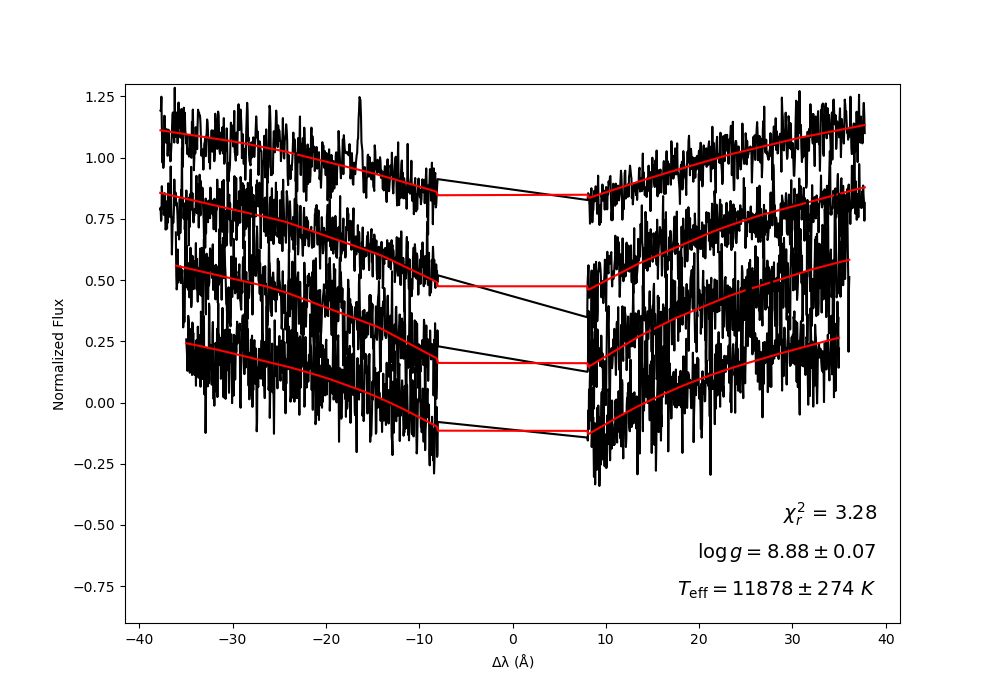 1.25
1.00
0.75
0.50
0.25
0.00
−0.25
−0.50
−0.75
Normalized Flux
χ²ᵣ = 3.28
log g = 8.88 ± 0.07
T_eff = 11878 ± 274 K
−40 −30 −20 −10 0 10 20 30 40
Δλ (Å)